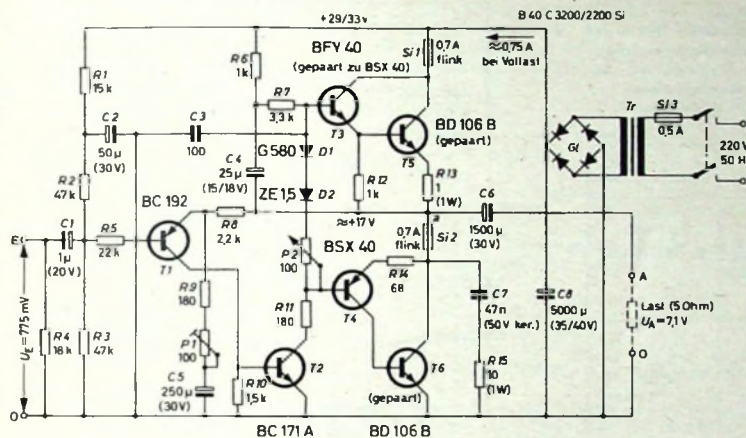 +29/33v
B 40 C 3200/2200 Si
≈0,75A
bei Vollast
BFY 40
(gepaart zu BSX 40)
Si1
0,7A
flink
R1
15k
R6
1k
R7
3,3k
C2
50µ
(30V)
C3
100
C4
25µ
(15/18V)
G580
D1
ZE1,5
D2
T3
T5
BD 106 B
(gepaart)
R12
1k
R13
1
(1W)
Gl
Tr
Si3
0,5A
220V
50 H
R2
47k
BC 192
R8
2,2k
≈+17V
a
C6
1500µ
(30V)
0,7A
flink
Si2
E
C1
1µ
(20V)
R5
22k
T1
P2
100
BSX 40
R14
68
T4
R9
180
R11
180
P1
100
C7
47n
(50V ker.)
C8
5000µ
(35/40V)
A
Last (5 Ohm)
UA=7,1V
O
UE=775mV
R4
18k
R3
47k
C5
250µ
(30V)
R10
1,5k
T2
T6
(gepaart)
R15
10
(1W)
0
BC 171 A
BD 106 B